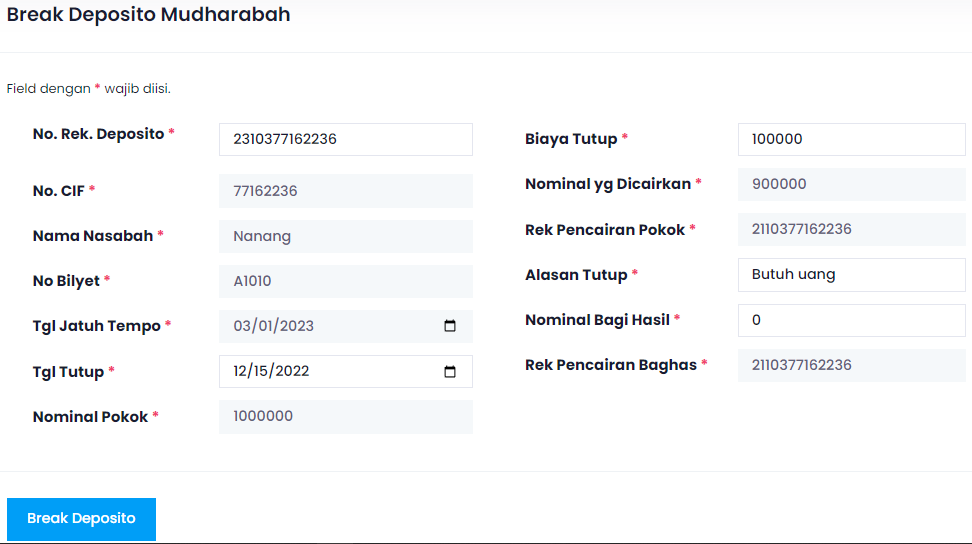 Break Deposito Mudharabah
Field dengan * wajib diisi.
No. Rek. Deposito * 2310377162236
No. CIF * 77162236
Nama Nasabah * Nanang
No Bilyet * A1010
Tgl Jatuh Tempo * 03/01/2023
Tgl Tutup * 12/15/2022
Nominal Pokok * 1000000
Biaya Tutup * 100000
Nominal yg Dicairkan * 900000
Rek Pencairan Pokok * 2110377162236
Alasan Tutup * Butuh uang
Nominal Bagi Hasil * 0
Rek Pencairan Baghas * 2110377162236
Break Deposito